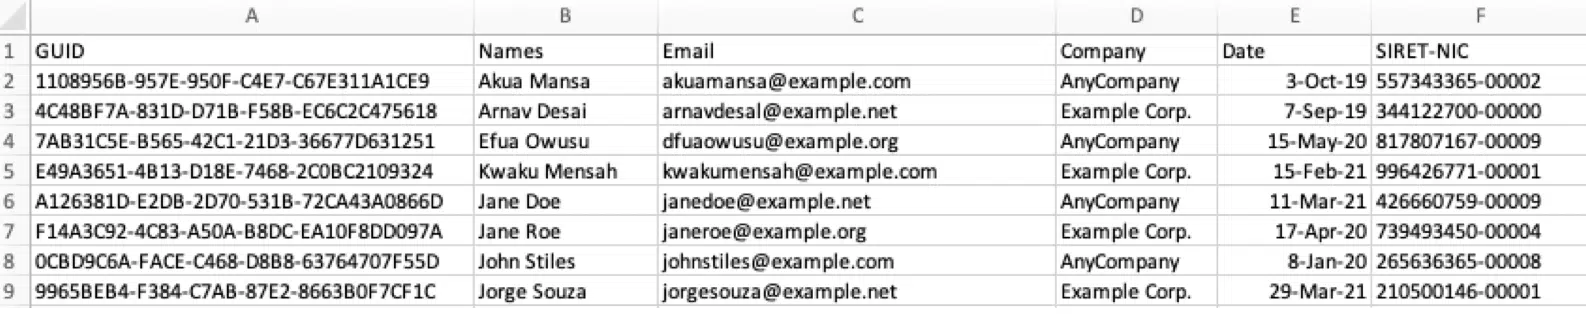 A B C D E F
1 GUID Names Email Company Date SIRET-NIC
2 1108956B-957E-950F-C4E7-C67E311A1CE9 Akua Mansa akuamansa@example.com AnyCompany 3-Oct-19 557343365-00002
3 4C48BF7A-831D-D71B-F58B-EC6C2C475618 Arnav Desai arnavdesal@example.net Example Corp. 7-Sep-19 344122700-00000
4 7AB31C5E-B565-42C1-21D3-36677D631251 Efua Owusu dfuaowusu@example.org AnyCompany 15-May-20 817807167-00009
5 E49A3651-4B13-D18E-7468-2C0BC2109324 Kwaku Mensah kwakumensah@example.com Example Corp. 15-Feb-21 996426771-00001
6 A126381D-E2DB-2D70-531B-72CA43A0866D Jane Doe janedoe@example.net AnyCompany 11-Mar-21 426660759-00009
7 F14A3C92-4C83-A50A-B8DC-EA10F8DD097A Jane Roe janeroe@example.org Example Corp. 17-Apr-20 739493450-00004
8 0CBD9C6A-FACE-C468-D8B8-63764707F55D John Stiles johnstiles@example.com AnyCompany 8-Jan-20 265636365-00008
9 9965BEB4-F384-C7AB-87E2-8663B0F7CF1C Jorge Souza jorgesouza@example.net Example Corp. 29-Mar-21 210500146-00001